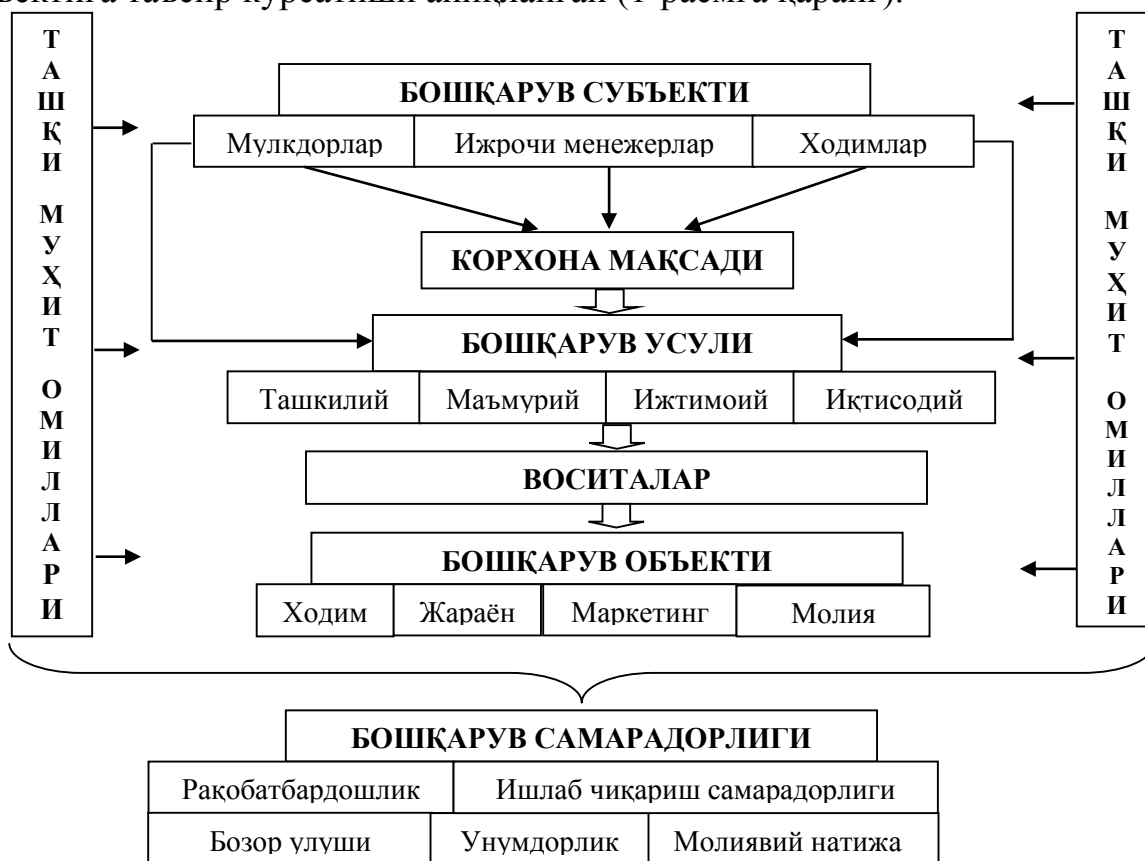 таъсир кўрсатиши аниқланган (1-расмга қаранг).
ТАШҚИ МУҲИТ ОМИЛЛАРИ
БОШҚАРУВ СУБЪЕКТИ
Мулкдорлар Ижрочи менежерлар Ходимлар
КОРХОНА МАҚСАДИ
БОШҚАРУВ УСУЛИ
Ташкилий Маъмурий Ижтимоий Иқтисодий
ВОСИТАЛАР
БОШҚАРУВ ОБЪЕКТИ
Ходим Жараён Маркетинг Молия
ТАШҚИ МУҲИТ ОМИЛЛАРИ
БОШҚАРУВ САМАРАДОРЛИГИ
Рақобатбардошлик Ишлаб чиқариш самарадорлиги
Бозор улуши Унумдорлик Молиявий натижа